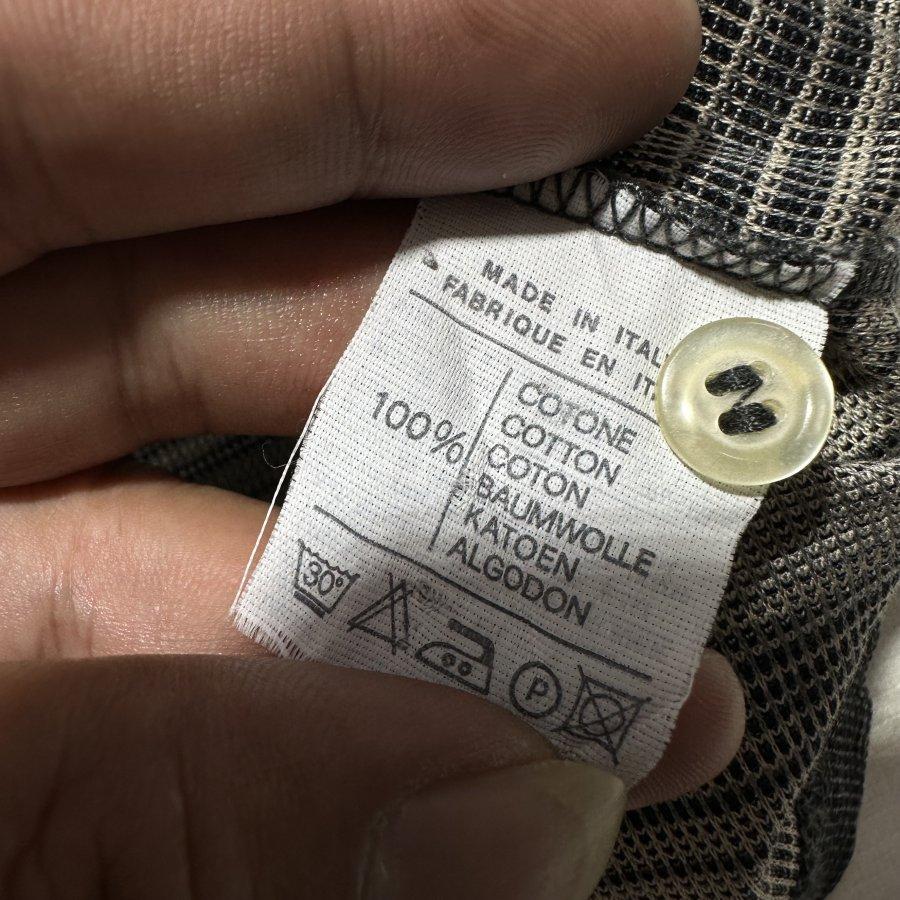 MADE IN ITAL
FABRIQUE EN IT
100%
COTONE
COTTON
COTON
BAUMWOLLE
KATOEN
ALGODON
30°
P